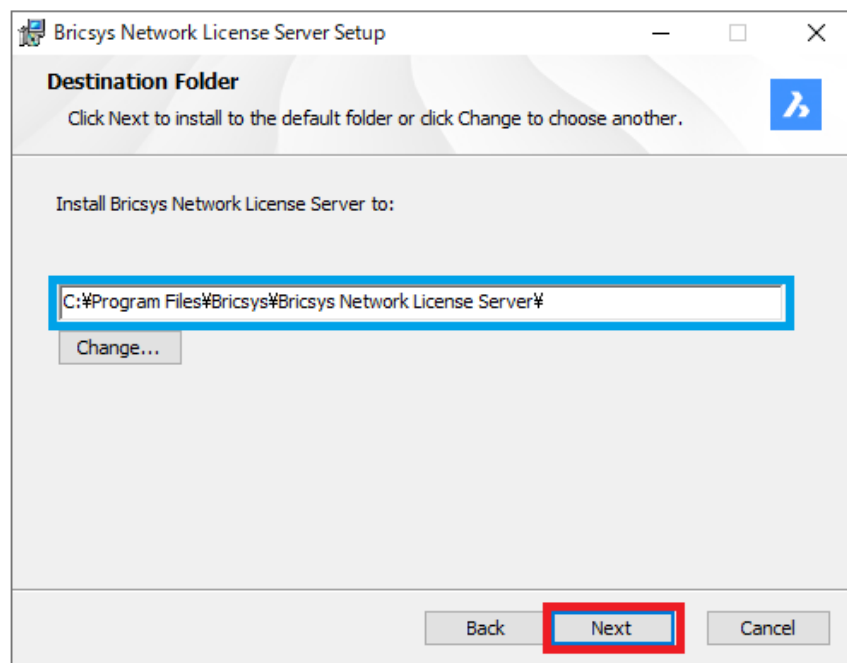 Bricsys Network License Server Setup
Destination Folder
Click Next to install to the default folder or click Change to choose another.
Install Bricsys Network License Server to:
C:¥Program Files¥Bricsys¥Bricsys Network License Server¥
Change...
Back Next Cancel